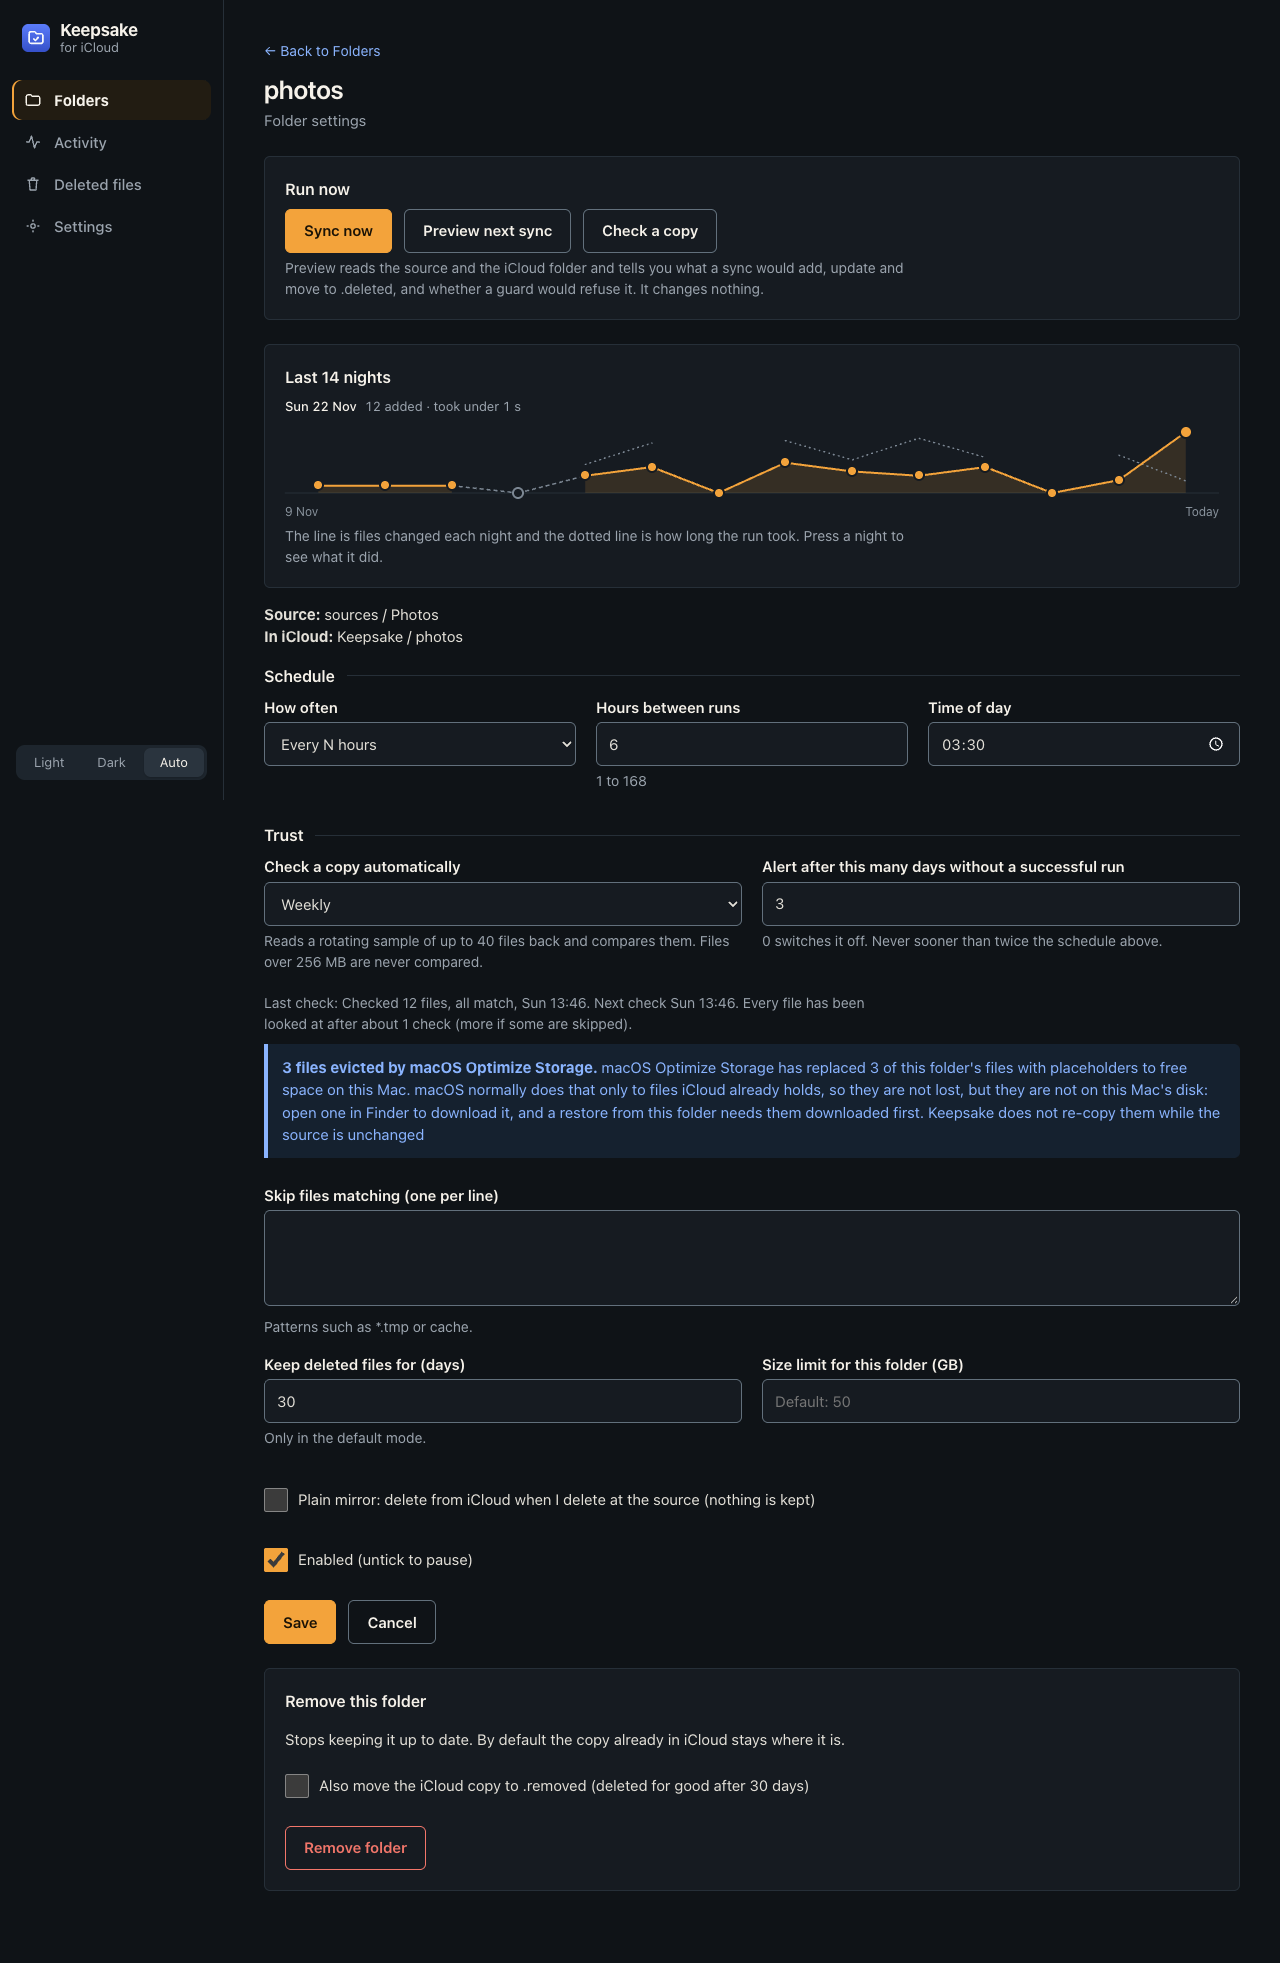 Keepsake
for iCloud
Folders
Activity
Deleted files
Settings
Light Dark Auto
← Back to Folders
photos
Folder settings
Run now
Sync now Preview next sync Check a copy
Preview reads the source and the iCloud folder and tells you what a sync would add, update and
move to .deleted, and whether a guard would refuse it. It changes nothing.
Last 14 nights
Sun 22 Nov 12 added · took under 1 s
9 Nov Today
The line is files changed each night and the dotted line is how long the run took. Press a night to
see what it did.
Source: sources / Photos
In iCloud: Keepsake / photos
Schedule
How often Hours between runs Time of day
Every N hours 6 03:30
1 to 168
Trust
Check a copy automatically Alert after this many days without a successful run
Weekly 3
Reads a rotating sample of up to 40 files back and compares them. Files
over 256 MB are never compared.
0 switches it off. Never sooner than twice the schedule above.
Last check: Checked 12 files, all match, Sun 13:46. Next check Sun 13:46. Every file has been
looked at after about 1 check (more if some are skipped).
3 files evicted by macOS Optimize Storage. macOS Optimize Storage has replaced 3 of this folder's files with placeholders to free
space on this Mac. macOS normally does that only to files iCloud already holds, so they are not lost, but they are not on this Mac's disk:
open one in Finder to download it, and a restore from this folder needs them downloaded first. Keepsake does not re-copy them while the
source is unchanged
Skip files matching (one per line)
Patterns such as *.tmp or cache.
Keep deleted files for (days) Size limit for this folder (GB)
30 Default: 50
Only in the default mode.
Plain mirror: delete from iCloud when I delete at the source (nothing is kept)
Enabled (untick to pause)
Save Cancel
Remove this folder
Stops keeping it up to date. By default the copy already in iCloud stays where it is.
Also move the iCloud copy to .removed (deleted for good after 30 days)
Remove folder